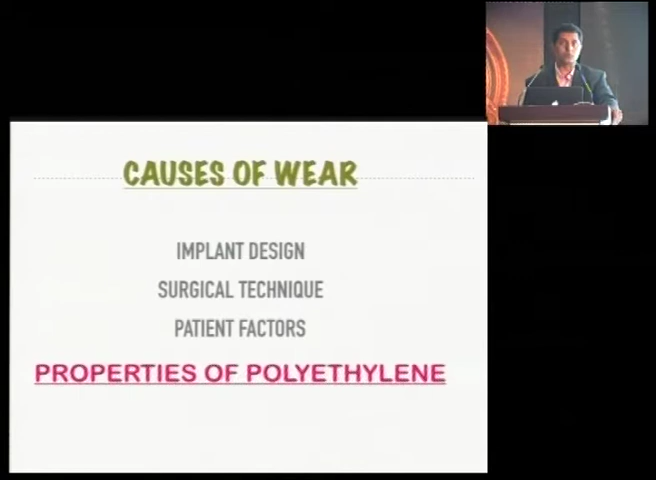 CAUSES OF WEAR
IMPLANT DESIGN
SURGICAL TECHNIQUE
PATIENT FACTORS
PROPERTIES OF POLYETHYLENE